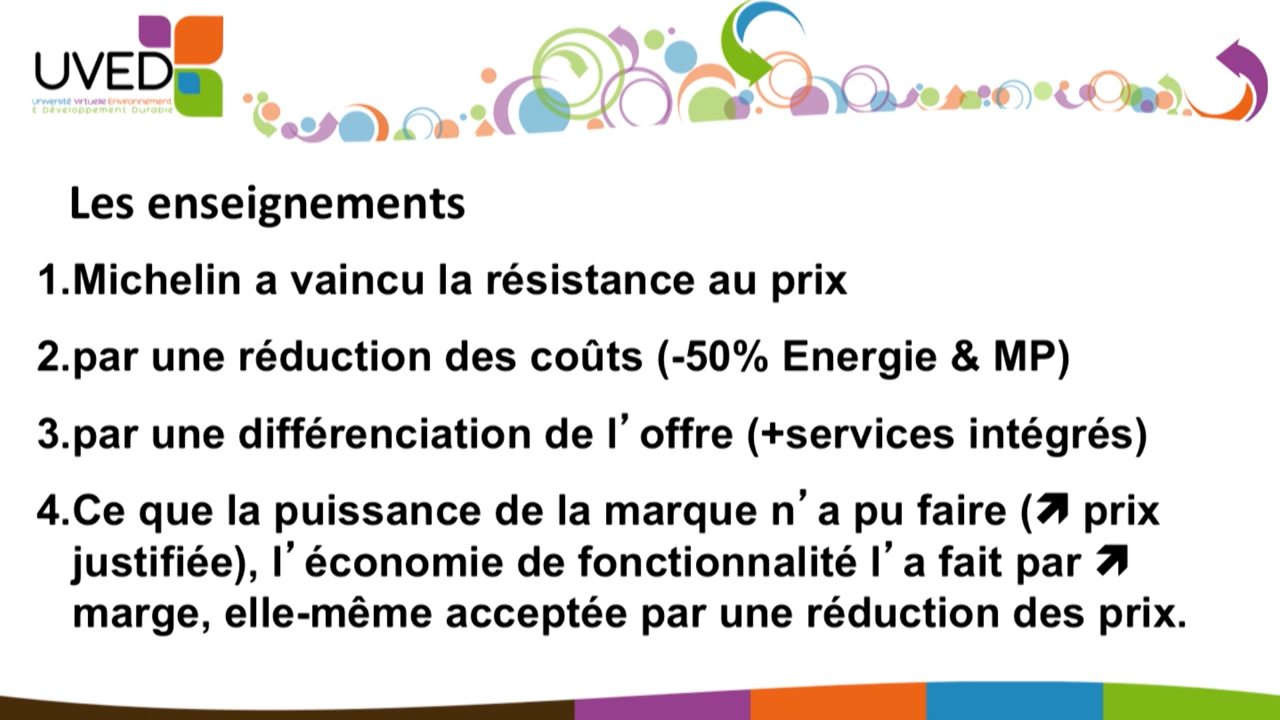 UVED
Université Virtuelle Environnement
& Développement Durable
Les enseignements
1.Michelin a vaincu la résistance au prix
2.par une réduction des coûts (-50% Energie & MP)
3.par une différenciation de l’offre (+services intégrés)
4.Ce que la puissance de la marque n’a pu faire (↗ prix
justifiée), l’économie de fonctionnalité l’a fait par ↗
marge, elle-même acceptée par une réduction des prix.